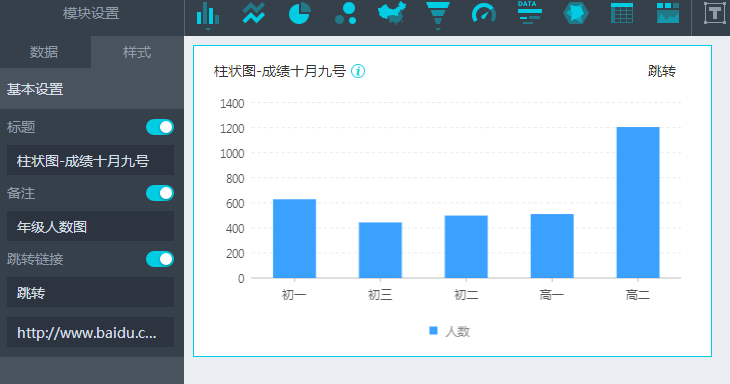 模块设置
DATA
T
数据
样式
基本设置
标题
柱状图-成绩十月九号
备注
年级人数图
跳转链接
跳转
http://www.baidu.c...
柱状图-成绩十月九号
跳转
1400
1200
1000
800
600
400
200
0
初一
初三
初二
高一
高二
人数